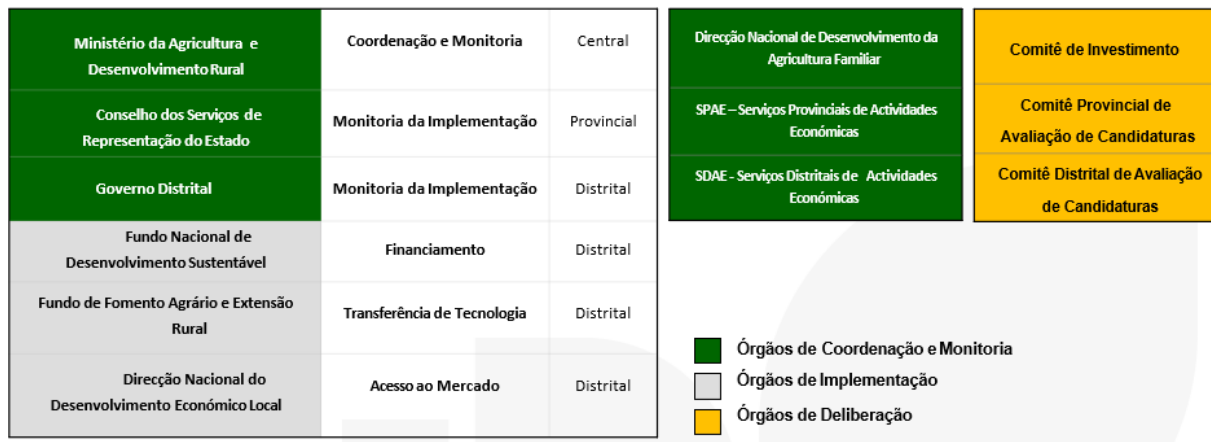 Ministério da Agricultura e
Desenvolvimento Rural
Coordenação e Monitoria
Central
Conselho dos Serviços de
Representação do Estado
Monitoria da Implementação
Provincial
Governo Distrital
Monitoria da Implementação
Distrital
Fundo Nacional de
Desenvolvimento Sustentável
Financiamento
Distrital
Fundo de Fomento Agrário e Extensão
Rural
Transferência de Tecnologia
Distrital
Direcção Nacional do
Desenvolvimento Económico Local
Acesso ao Mercado
Distrital
Direcção Nacional de Desenvolvimento da
Agricultura Familiar
SPAE – Serviços Provinciais de Actividades
Económicas
SDAE - Serviços Distritais de Actividades
Económicas
Comitê de Investimento
Comitê Provincial de
Avaliação de Candidaturas
Comitê Distrital de Avaliação
de Candidaturas
Órgãos de Coordenação e Monitoria
Órgãos de Implementação
Órgãos de Deliberação